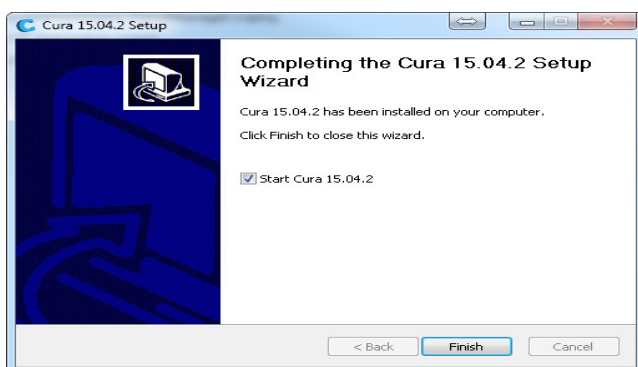 Cura 15.04.2 Setup
Completing the Cura 15.04.2 Setup
Wizard
Cura 15.04.2 has been installed on your computer.
Click Finish to close this wizard.
Start Cura 15.04.2
< Back
Finish
Cancel